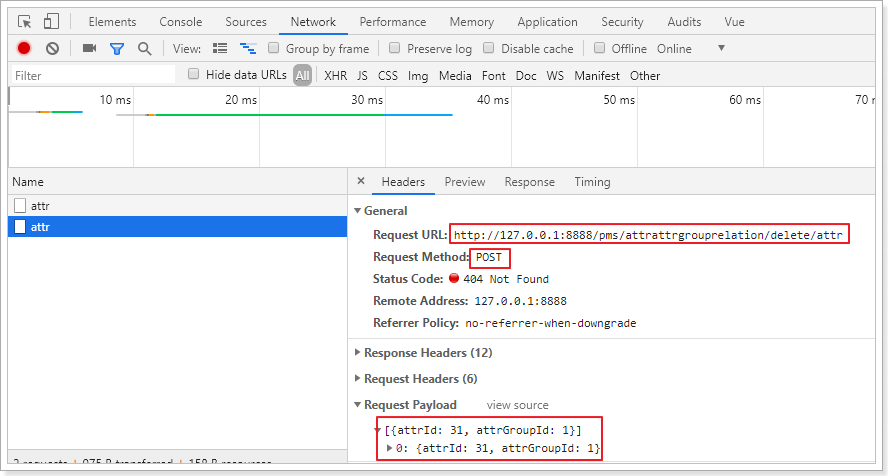 Elements Console Sources Network Performance Memory Application Security Audits Vue
View: Group by frame Preserve log Disable cache Offline Online
Filter Hide data URLs All XHR JS CSS Img Media Font Doc WS Manifest Other
10 ms 20 ms 30 ms 40 ms 50 ms 60 ms 70 m
Name × Headers Preview Response Timing
attr
attr
General
Request URL: http://127.0.0.1:8888/pms/attrattrgrouprelation/delete/attr
Request Method: POST
Status Code: 404 Not Found
Remote Address: 127.0.0.1:8888
Referrer Policy: no-referrer-when-downgrade
Response Headers (12)
Request Headers (6)
Request Payload view source
[{attrId: 31, attrGroupId: 1}]
0: {attrId: 31, attrGroupId: 1}
2 requests 975 B transferred 158 B resources